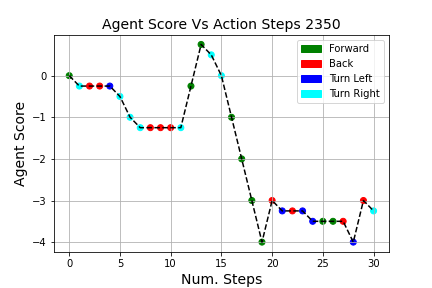 Agent Score Vs Action Steps 2350
Agent Score
0
−1
−2
−3
−4
Forward
Back
Turn Left
Turn Right
0 5 10 15 20 25 30
Num. Steps